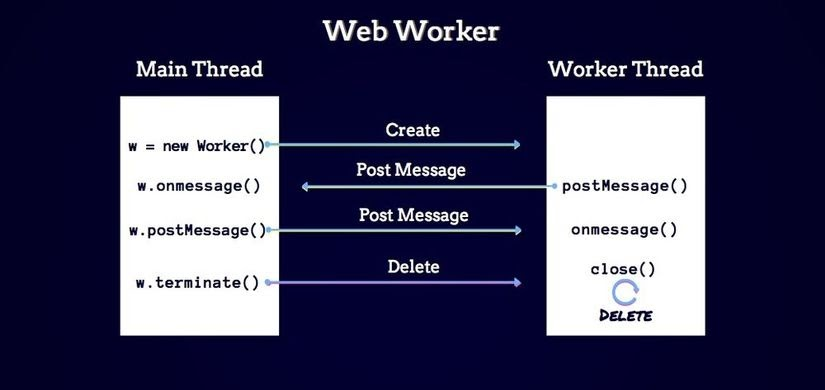 Web Worker
Main Thread
Worker Thread
w = new Worker()
Create
w.onmessage()
Post Message
postMessage()
w.postMessage()
Post Message
onmessage()
w.terminate()
Delete
close()
DELETE